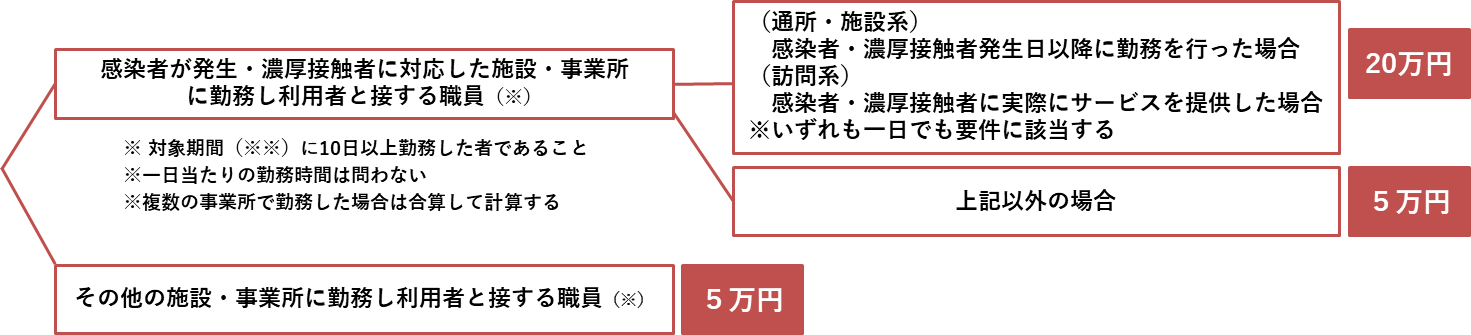 感染者が発生・濃厚接触者に対応した施設・事業所
に勤務し利用者と接する職員（※）
※ 対象期間（※※）に10日以上勤務した者であること
※一日当たりの勤務時間は問わない
※複数の事業所で勤務した場合は合算して計算する
（通所・施設系）
感染者・濃厚接触者発生日以降に勤務を行った場合
（訪問系）
感染者・濃厚接触者に実際にサービスを提供した場合
※いずれも一日でも要件に該当する
20万円
上記以外の場合
５万円
その他の施設・事業所に勤務し利用者と接する職員（※）
５万円